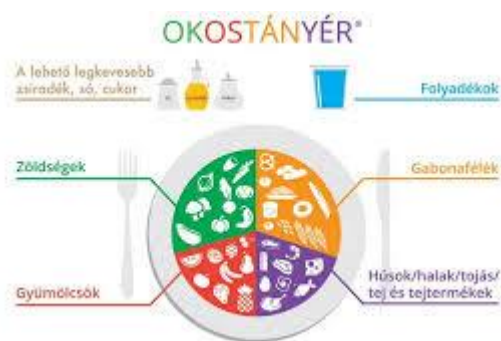 OKOSTÁNYÉR®
A lehető legkevesebb
zsiradék, só, cukor
Folyadékok
Zöldségek
Gabonafélék
Gyümölcsök
Húsok/halak/tojás/
tej és tejtermékek